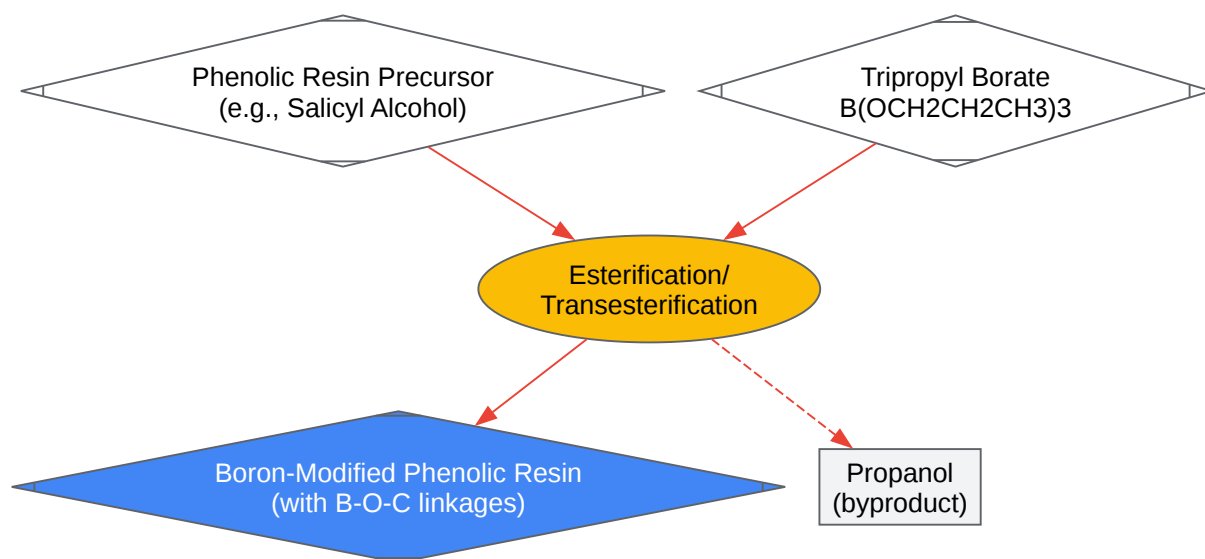 Phenolic Resin Precursor
(e.g., Salicyl Alcohol)
Tripropyl Borate
B(OCH2CH2CH3)3
Esterification/
Transesterification
Boron-Modified Phenolic Resin
(with B-O-C linkages)
Propanol
(byproduct)